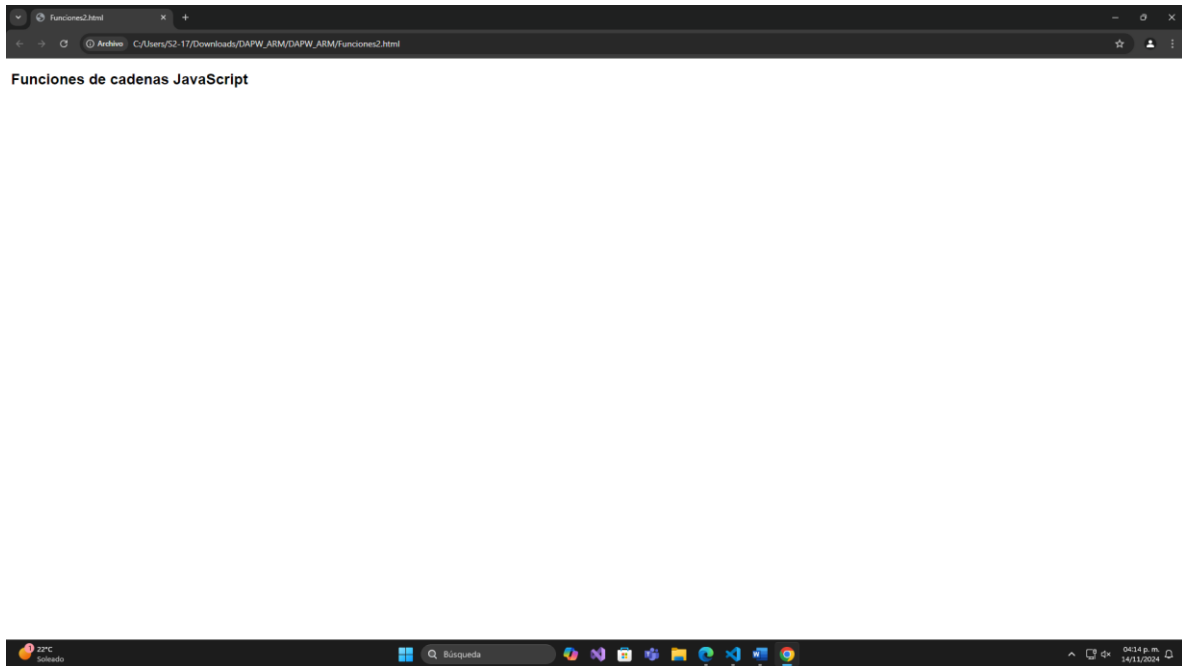 Funciones2.html
Archivo C:/Users/S2-17/Downloads/DAPW_ARM/DAPW_ARM/Funciones2.html
Funciones de cadenas JavaScript
1
22°C
Soleado
Búsqueda
04:14 p. m.
14/11/2024